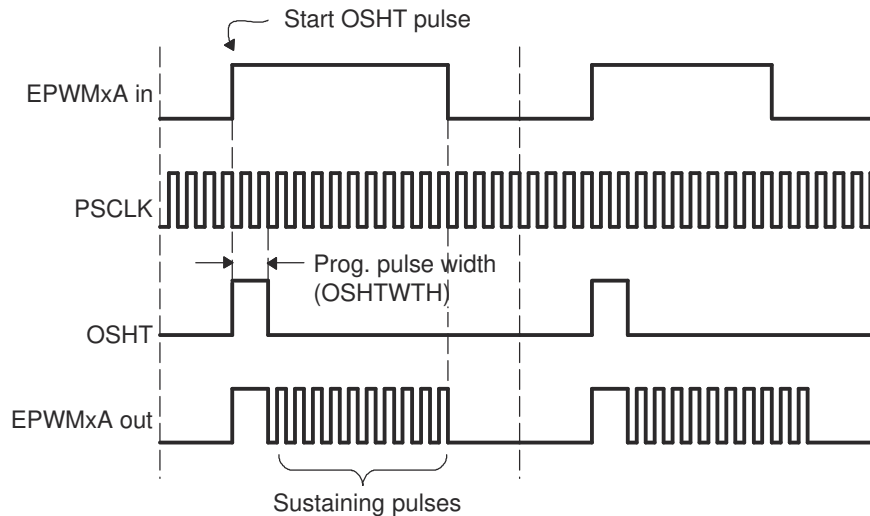 Start OSHT pulse
EPWMxA in
PSCLK
Prog. pulse width
(OSHTWTH)
OSHT
EPWMxA out
Sustaining pulses